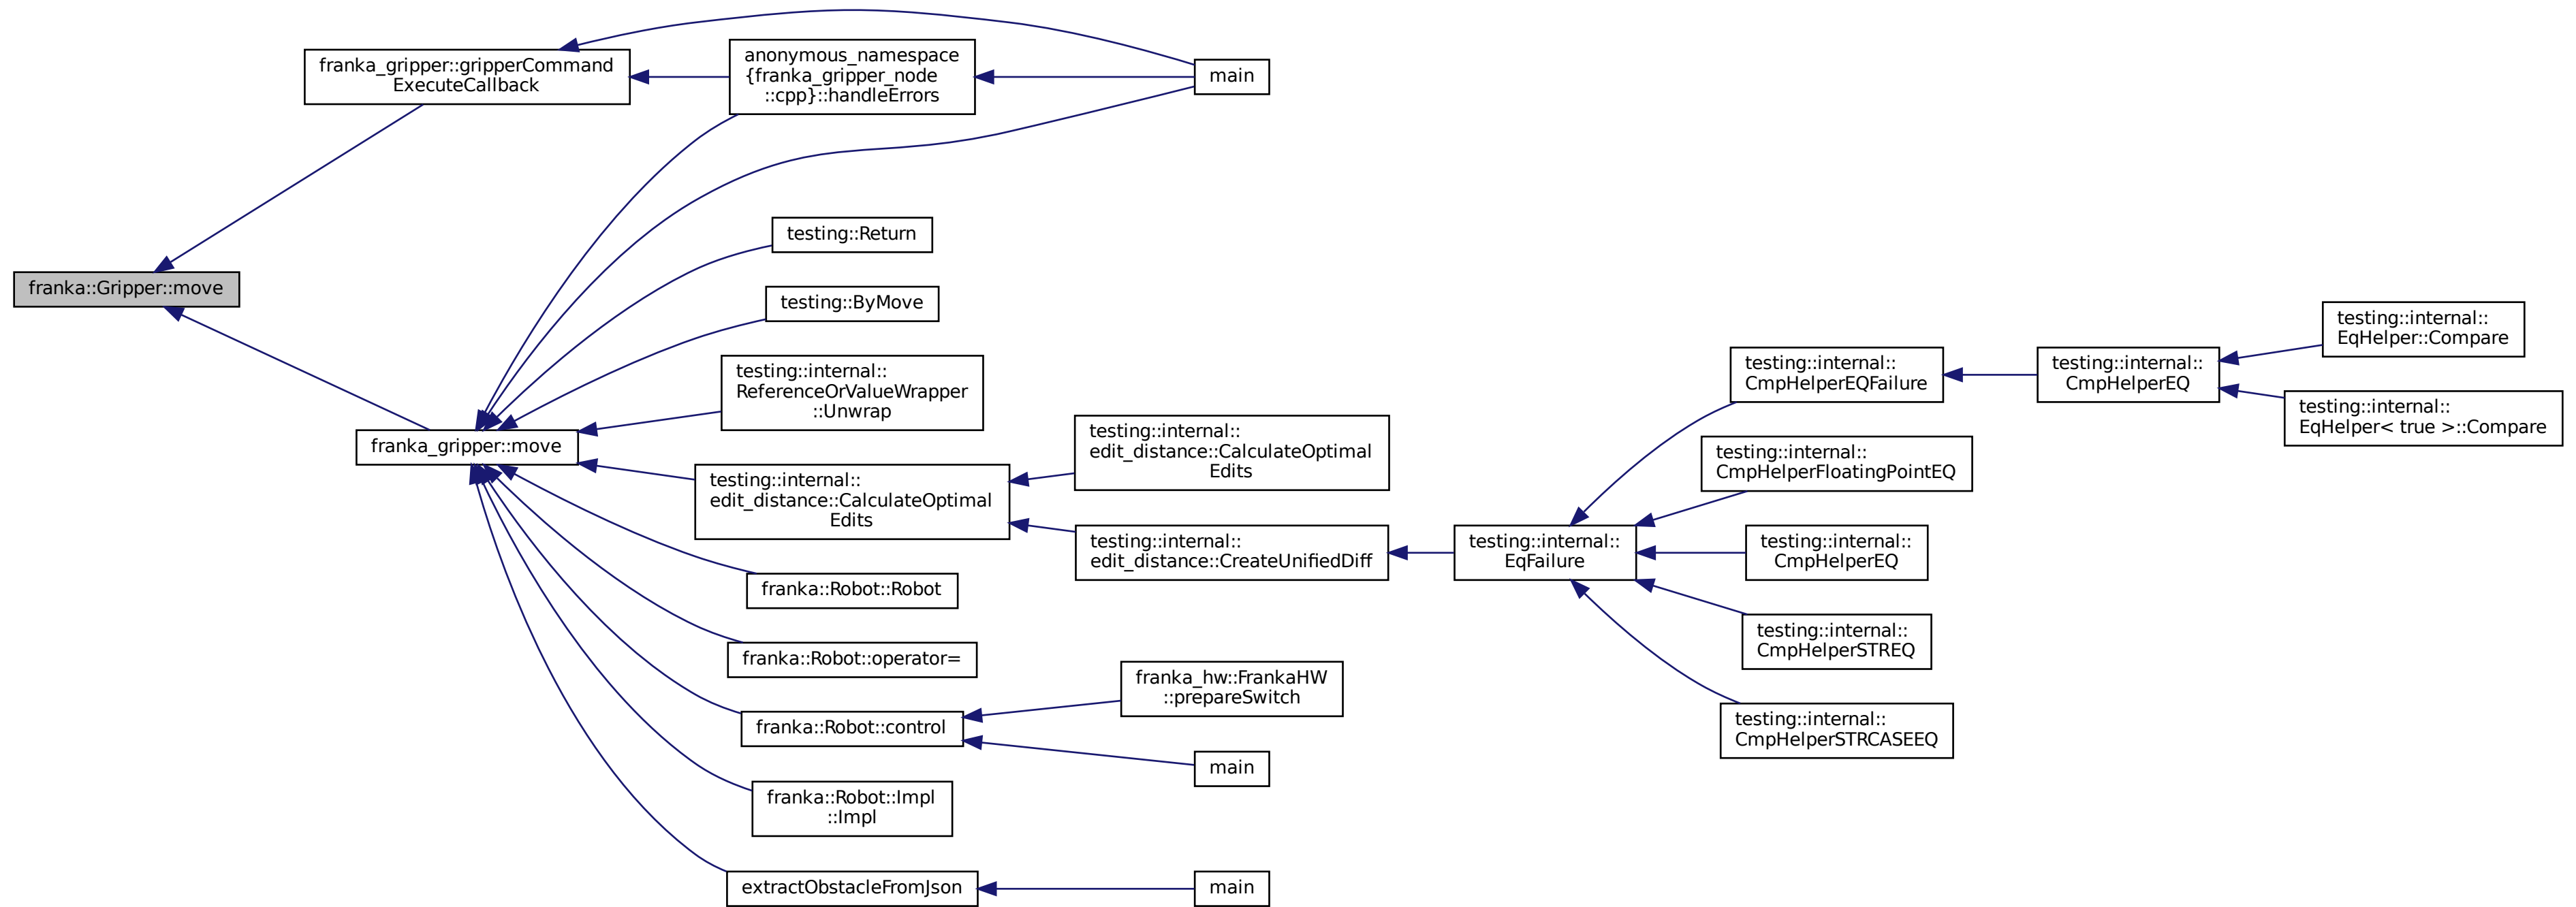 franka::Gripper::move
franka_gripper::gripperCommand
ExecuteCallback
anonymous_namespace
{franka_gripper_node
::cpp}::handleErrors
main
franka_gripper::move
testing::Return
testing::ByMove
testing::internal::
ReferenceOrValueWrapper
::Unwrap
testing::internal::
edit_distance::CalculateOptimal
Edits
testing::internal::
edit_distance::CalculateOptimal
Edits
testing::internal::
edit_distance::CreateUnifiedDiff
testing::internal::
EqFailure
testing::internal::
CmpHelperEQFailure
testing::internal::
CmpHelperEQ
testing::internal::
EqHelper::Compare
testing::internal::
EqHelper< true >::Compare
testing::internal::
CmpHelperFloatingPointEQ
testing::internal::
CmpHelperEQ
testing::internal::
CmpHelperSTREQ
testing::internal::
CmpHelperSTRCASEEQ
franka::Robot::Robot
franka::Robot::operator=
franka::Robot::control
franka_hw::FrankaHW
::prepareSwitch
main
franka::Robot::Impl
::Impl
extractObstacleFromJson
main